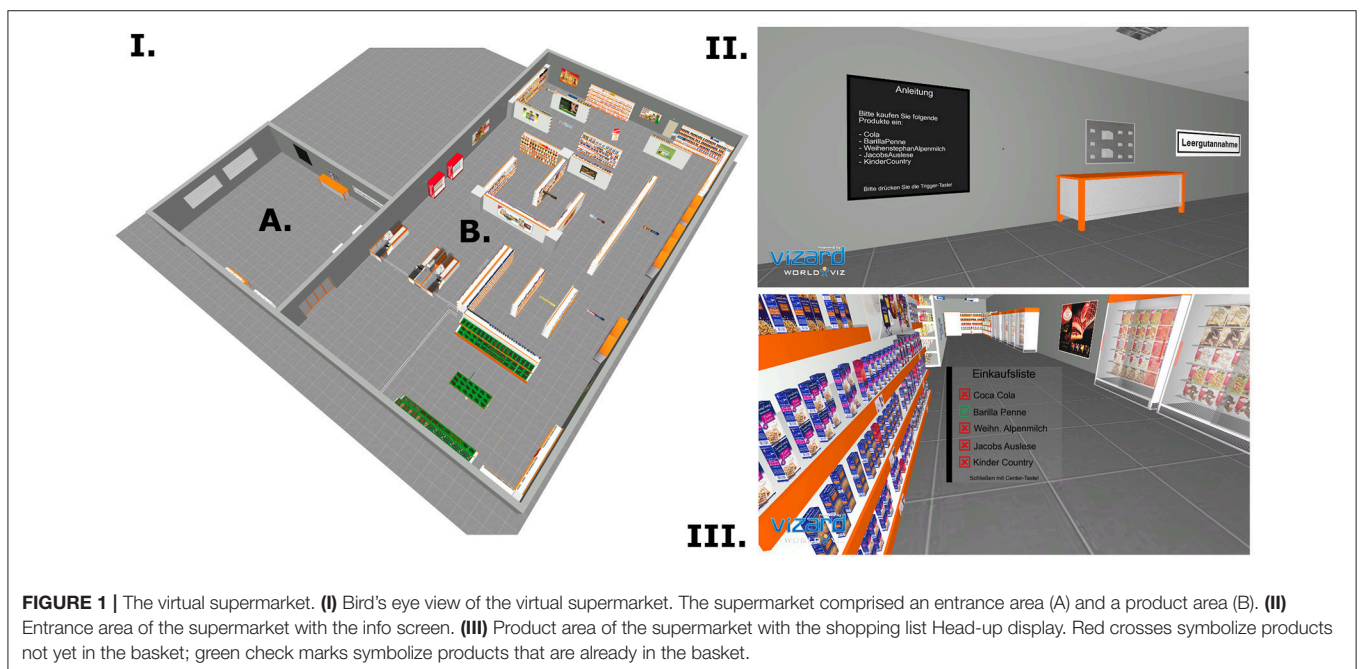 I.
A.
B.
II.
Anleitung
Bitte kaufen Sie folgende
Produkte ein:
- Cola
- BarillaPenne
- WeihenstephanAlpenmilch
- JacobsAuslese
- KinderCountry
Bitte drücken Sie die Trigger-Taste!
Leergutannahme
Powered by
vizard
WORLD VIZ
III.
Einkaufsliste
Coca Cola
Barilla Penne
Weihn. Alpenmilch
Jacobs Auslese
Kinder Country
Schließen mit Center-Taste!
vizard
WORLD VIZ
FIGURE 1 | The virtual supermarket. (I) Bird's eye view of the virtual supermarket. The supermarket comprised an entrance area (A) and a product area (B). (II)
Entrance area of the supermarket with the info screen. (III) Product area of the supermarket with the shopping list Head-up display. Red crosses symbolize products
not yet in the basket; green check marks symbolize products that are already in the basket.